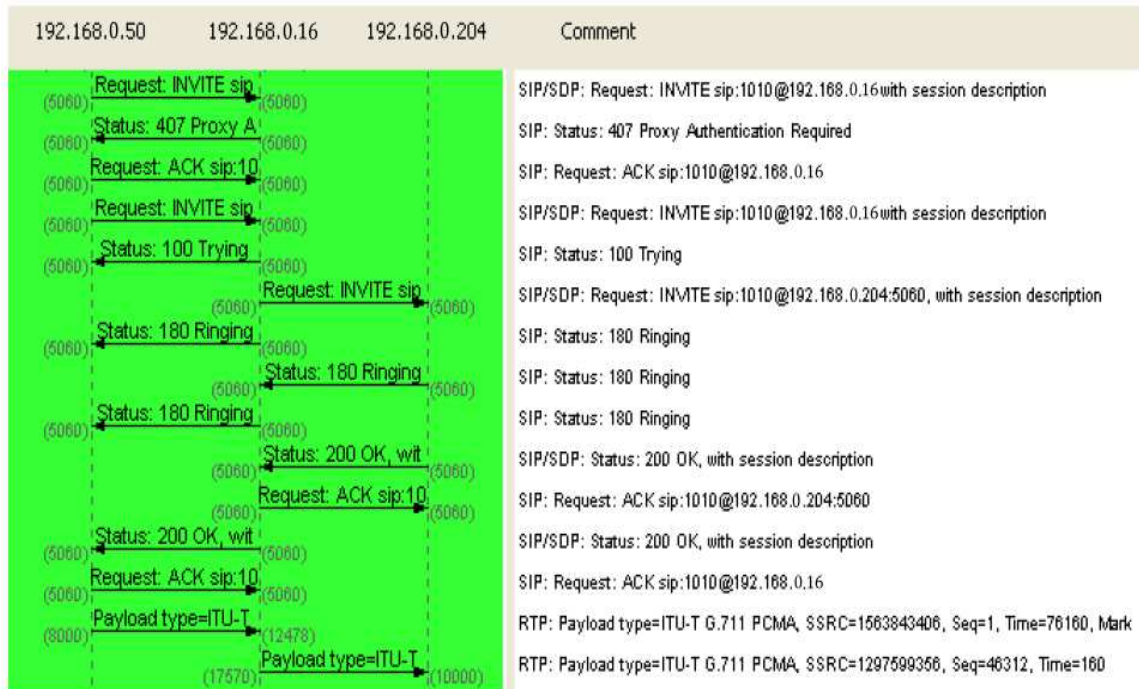 192.168.0.50 192.168.0.16 192.168.0.204 Comment
Request: INVITE sip
(5060) (5060)
SIP/SDP: Request: INVITE sip:1010@192.168.0.16with session description
Status: 407 Proxy A
(5060) (5060)
SIP: Status: 407 Proxy Authentication Required
Request: ACK sip:10
(5060) (5060)
SIP: Request: ACK sip:1010@192.168.0.16
Request: INVITE sip
(5060) (5060)
SIP/SDP: Request: INVITE sip:1010@192.168.0.16with session description
Status: 100 Trying
(5060) (5060)
SIP: Status: 100 Trying
Request: INVITE sip
(5060) (5060)
SIP/SDP: Request: INVITE sip:1010@192.168.0.204:5060, with session description
Status: 180 Ringing
(5060) (5060)
SIP: Status: 180 Ringing
Status: 180 Ringing
(5060) (5060)
SIP: Status: 180 Ringing
Status: 180 Ringing
(5060) (5060)
SIP: Status: 180 Ringing
Status: 200 OK, wit
(5060) (5060)
SIP/SDP: Status: 200 OK, with session description
Request: ACK sip:10
(5060) (5060)
SIP: Request: ACK sip:1010@192.168.0.204:5060
Status: 200 OK, wit
(5060) (5060)
SIP/SDP: Status: 200 OK, with session description
Request: ACK sip:10
(5060) (5060)
SIP: Request: ACK sip:1010@192.168.0.16
Payload type=ITU-T
(8000) (12478)
RTP: Payload type=ITU-T G.711 PCMA, SSRC=1563843406, Seq=1, Time=76160, Mark
Payload type=ITU-T
(17570) (10000)
RTP: Payload type=ITU-T G.711 PCMA, SSRC=1297599356, Seq=46312, Time=160